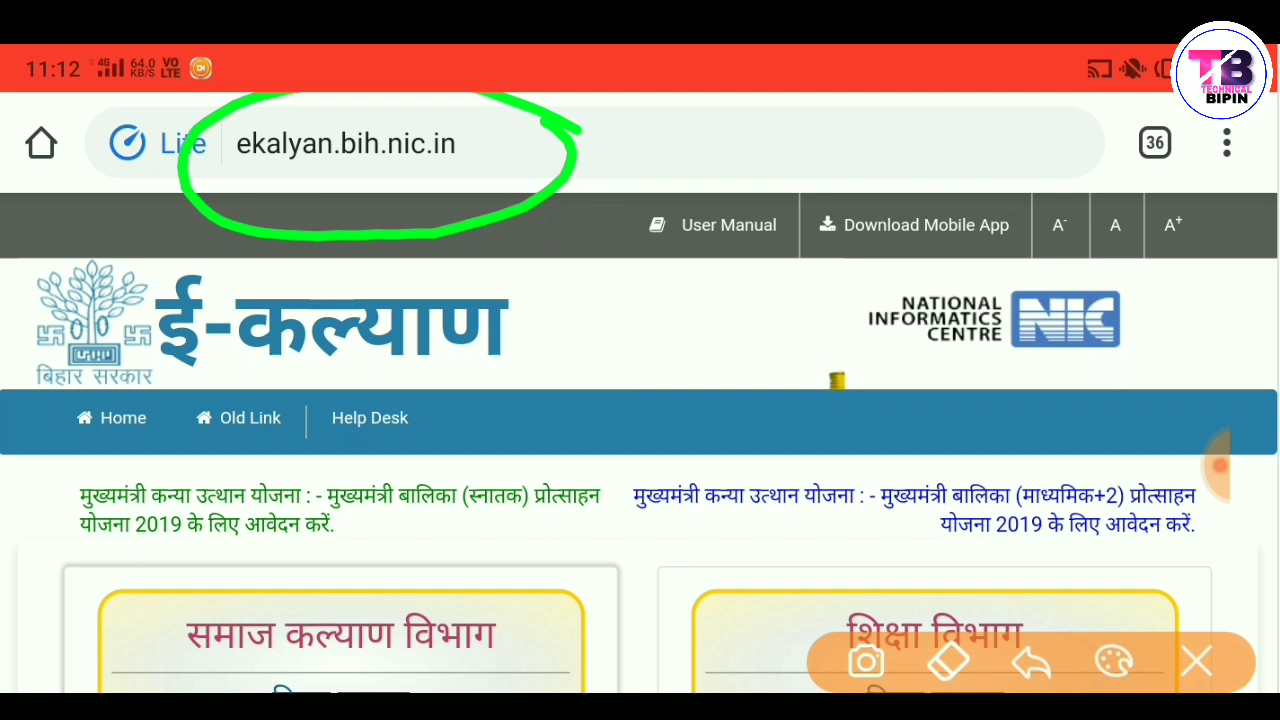 11:12 4G 64.0 KB/S VO LTE
TB
TECHNICAL
BIPIN
Lite ekalyan.bih.nic.in 36
User Manual Download Mobile App A- A A+
ई-कल्याण
बिहार सरकार
NATIONAL
INFORMATICS
CENTRE
NIC
Home Old Link Help Desk
मुख्यमंत्री कन्या उत्थान योजना : - मुख्यमंत्री बालिका (स्नातक) प्रोत्साहन
योजना 2019 के लिए आवेदन करें.
मुख्यमंत्री कन्या उत्थान योजना : - मुख्यमंत्री बालिका (माध्यमिक+2) प्रोत्साहन
योजना 2019 के लिए आवेदन करें.
समाज कल्याण विभाग
शिक्षा विभाग